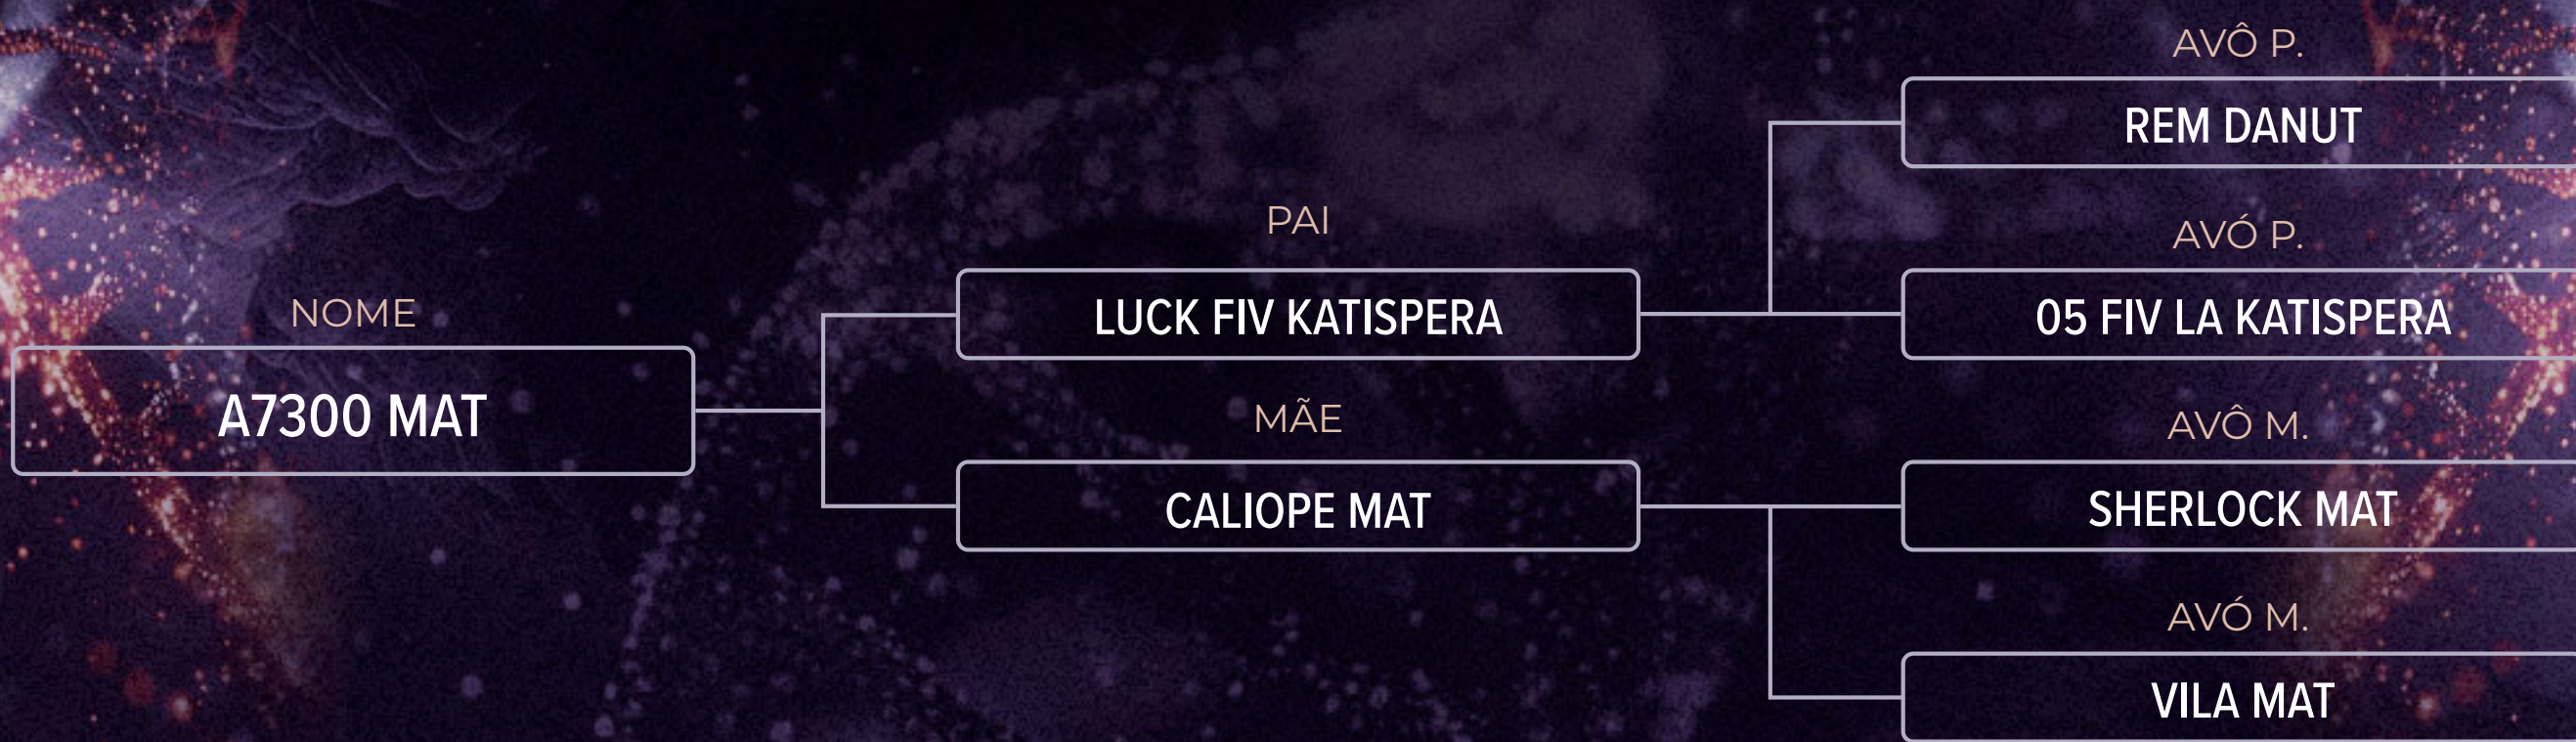 NOME
A7300 MAT
PAI
LUCK FIV KATISPERA
MÃE
CALIOPE MAT
AVÔ P.
REM DANUT
AVÓ P.
05 FIV LA KATISPERA
AVÔ M.
SHERLOCK MAT
AVÓ M.
VILA MAT